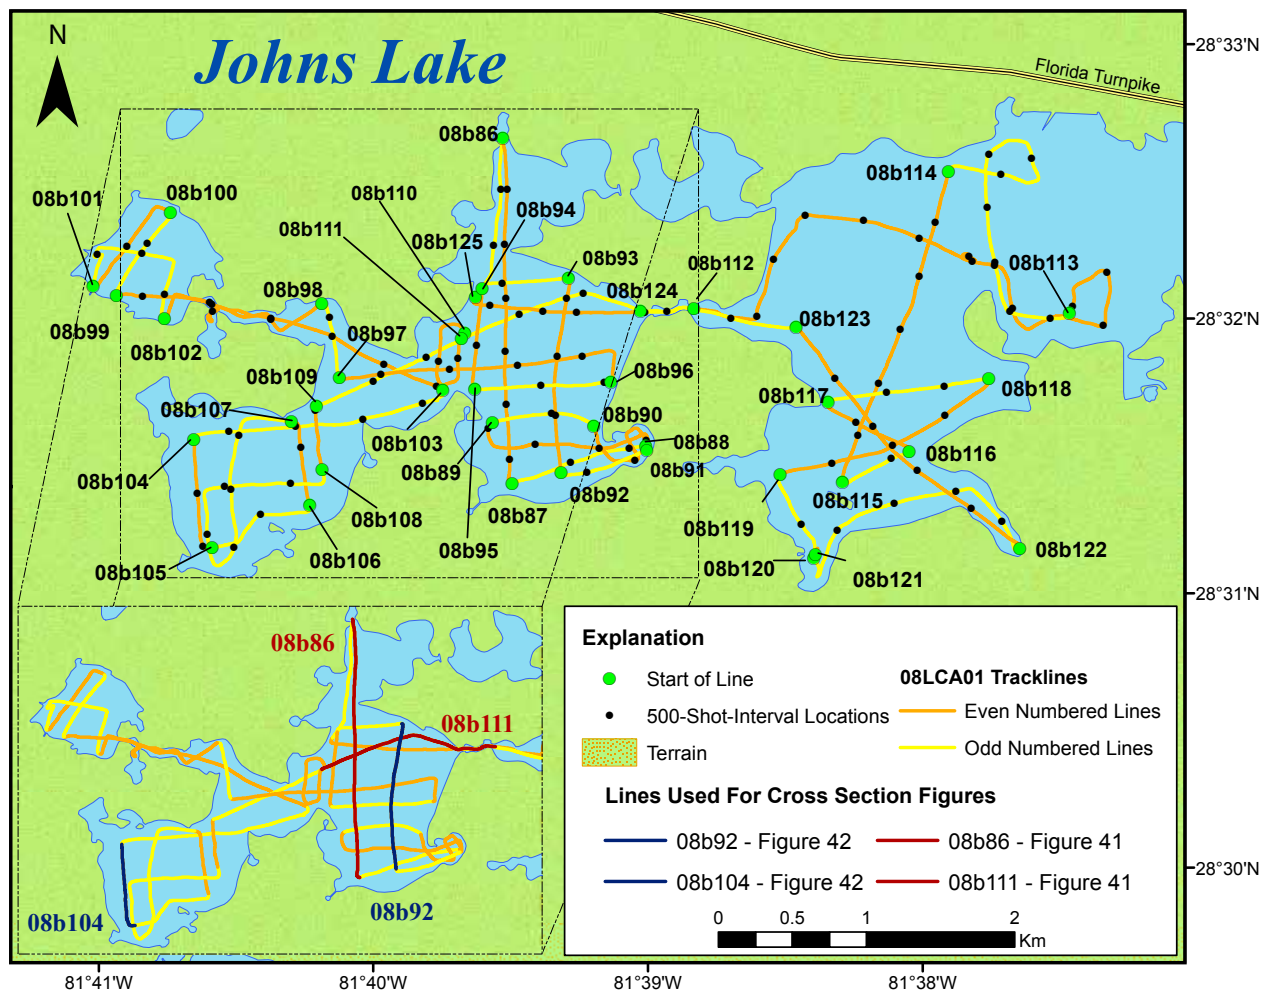 N
Johns Lake
Florida Turnpike
28°33'N
28°32'N
28°31'N
28°30'N
08b86
08b114
08b101
08b100
08b110
08b94
08b111
08b125
08b93
08b112
08b113
08b124
08b98
08b99
08b102
08b97
08b123
08b109
08b96
08b117
08b118
08b107
08b103
08b90
08b88
08b89
08b91
08b116
08b104
08b92
08b115
08b87
08b108
08b119
08b95
08b106
08b122
08b105
08b120
08b121
08b86
08b111
08b92
08b104
Explanation
Start of Line
500-Shot-Interval Locations
Terrain
08LCA01 Tracklines
Even Numbered Lines
Odd Numbered Lines
Lines Used For Cross Section Figures
08b92 - Figure 42
08b86 - Figure 41
08b104 - Figure 42
08b111 - Figure 41
0 0.5 1 2
Km
81°41'W
81°40'W
81°39'W
81°38'W